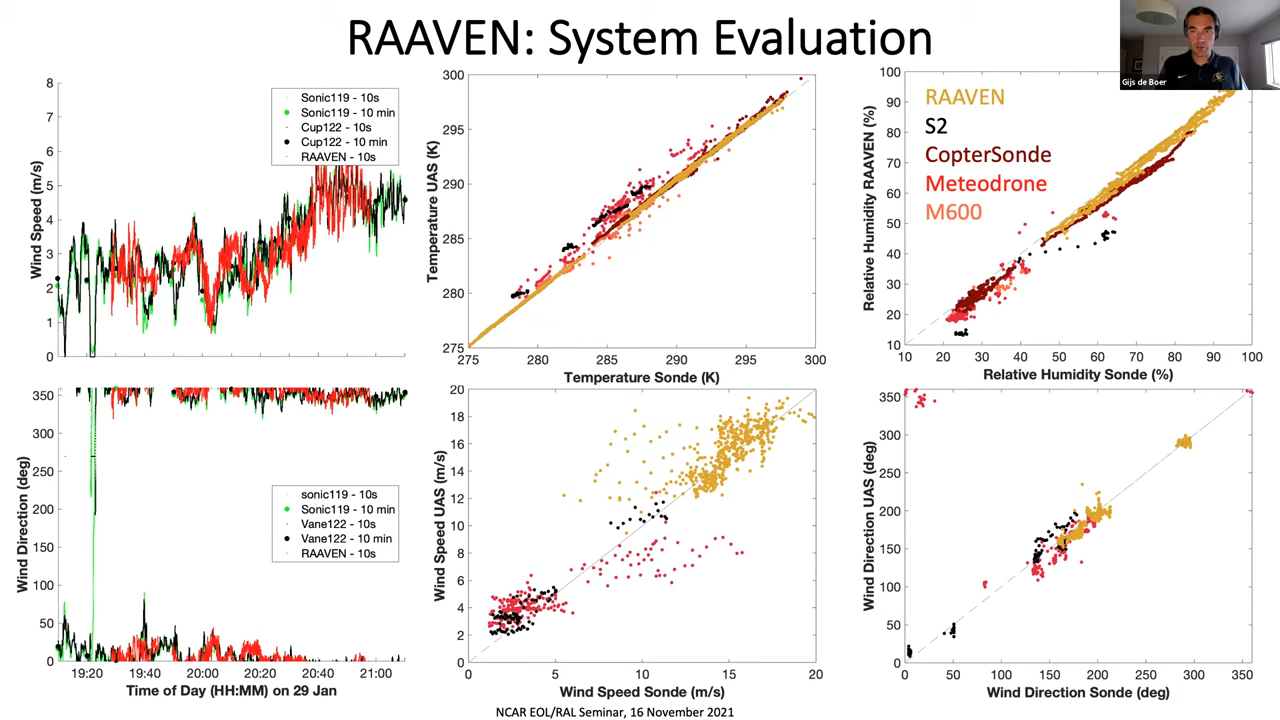 RAAVEN: System Evaluation
Gijs de Boer
8
7
6
5
4
3
2
1
0
Wind Speed (m/s)
Sonic119 - 10s
Sonic119 - 10 min
Cup122 - 10s
Cup122 - 10 min
RAAVEN - 10s
300
295
290
285
280
275
Temperature UAS (K)
275 280 285 290 295 300
Temperature Sonde (K)
100
90
80
70
60
50
40
30
20
10
Relative Humidity RAAVEN (%)
RAAVEN
S2
CopterSonde
Meteodrone
M600
10 20 30 40 50 60 70 80 90 100
Relative Humidity Sonde (%)
350
300
250
200
150
100
50
0
Wind Direction (deg)
sonic119 - 10s
Sonic119 - 10 min
Vane122 - 10s
Vane122 - 10 min
RAAVEN - 10s
19:20 19:40 20:00 20:20 20:40 21:00
Time of Day (HH:MM) on 29 Jan
20
18
16
14
12
10
8
6
4
2
0
Wind Speed UAS (m/s)
0 5 10 15 20
Wind Speed Sonde (m/s)
350
300
250
200
150
100
50
0
Wind Direction UAS (deg)
0 50 100 150 200 250 300 350
Wind Direction Sonde (deg)
NCAR EOL/RAL Seminar, 16 November 2021